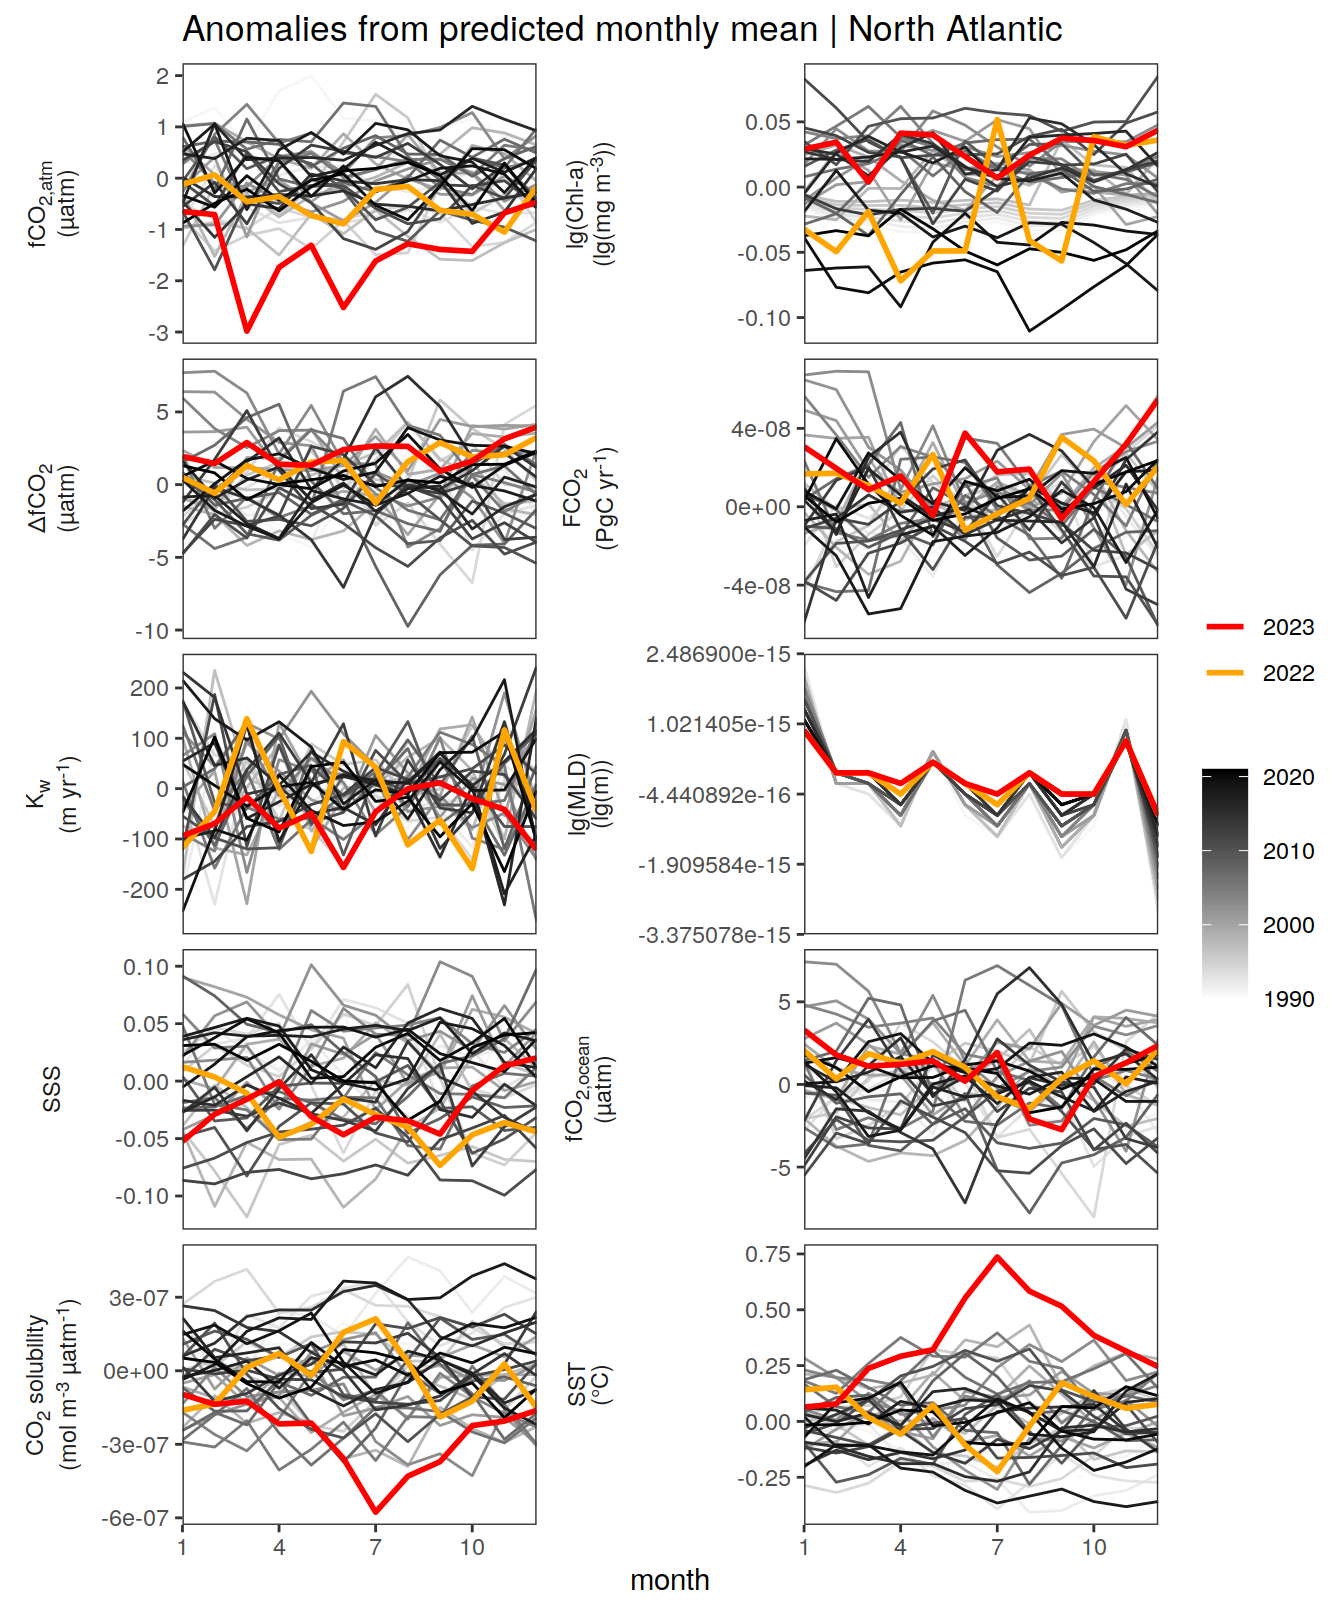 Anomalies from predicted monthly mean | North Atlantic
fCO2,atm
(µatm)
2
1
0
-1
-2
-3
lg(Chl-a)
(lg(mg m-3))
0.05
0.00
-0.05
-0.10
ΔfCO2
(µatm)
5
0
-5
-10
FCO2
(PgC yr-1)
4e-08
0e+00
-4e-08
Kw
(m yr-1)
200
100
0
-100
-200
lg(MLD)
(lg(m))
2.486900e-15
1.021405e-15
-4.440892e-16
-1.909584e-15
-3.375078e-15
SSS
0.10
0.05
0.00
-0.05
-0.10
fCO2,ocean
(µatm)
5
0
-5
CO2 solubility
(mol m-3 µatm-1)
3e-07
0e+00
-3e-07
-6e-07
SST
(°C)
0.75
0.50
0.25
0.00
-0.25
1 4 7 10
1 4 7 10
month
2023
2022
2020
2010
2000
1990